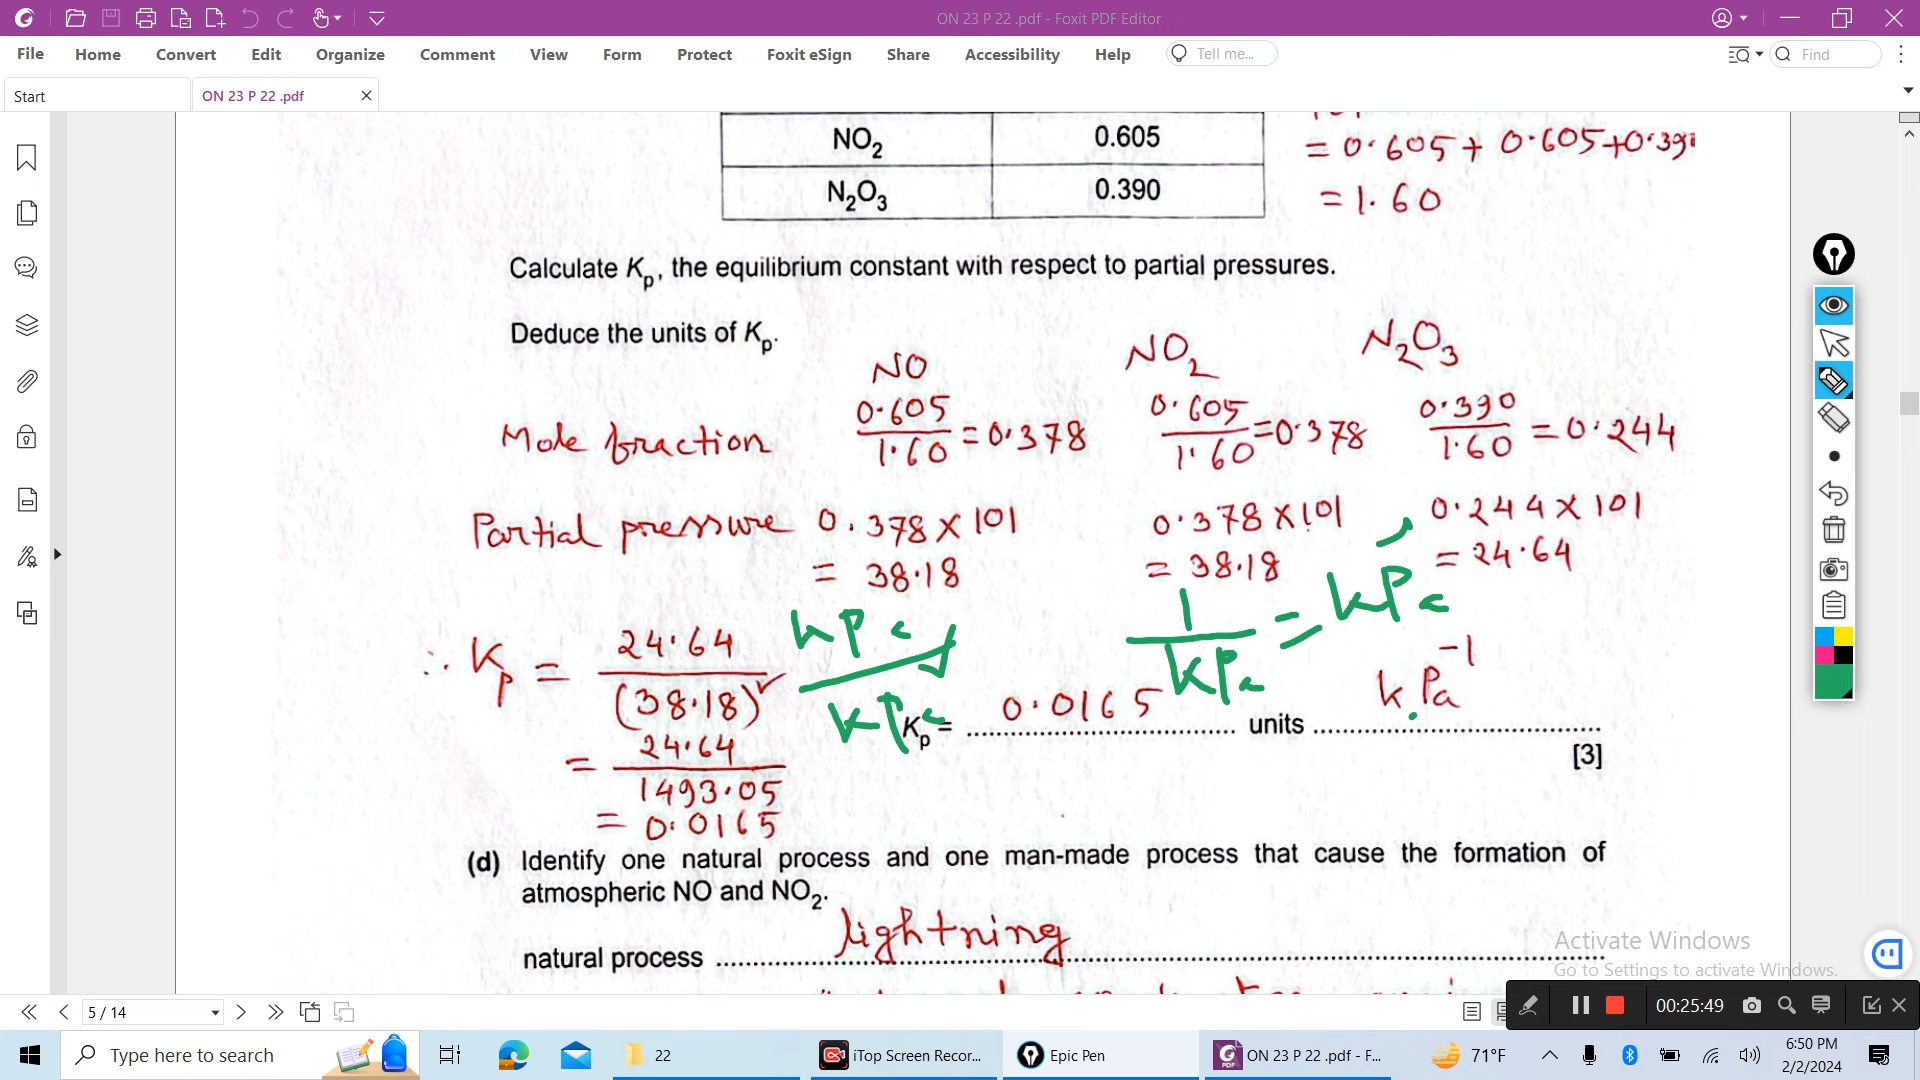 ON 23 P 22 .pdf - Foxit PDF Editor
File Home Convert Edit Organize Comment View Form Protect Foxit eSign Share Accessibility Help Tell me... Find
Start ON 23 P 22 .pdf
NO2 0.605
N2O3 0.390
= 0.605 + 0.605+0.39
= 1.60
Calculate Kp, the equilibrium constant with respect to partial pressures.
Deduce the units of Kp.
NO NO2 N2O3
Mole fraction 0.605/1.60 = 0.378 0.605/1.60 =0.378 0.390/1.60 = 0.244
Partial pressure 0.378 x 101 0.378 x 101 0.244 x 101
= 38.18 = 38.18 = 24.64
kPa 1/kPa = kPa
∴ Kp = 24.64/(38.18)
kPa
Kp = 0.0165 units kPa-1
[3]
= 24.64/1493.05
= 0.0165
(d) Identify one natural process and one man-made process that cause the formation of
atmospheric NO and NO2.
natural process lightning
Activate Windows
Go to Settings to activate Windows.
5 / 14
00:25:49
Type here to search
22
iTop Screen Recor...
Epic Pen
ON 23 P 22 .pdf - F...
71°F
6:50 PM
2/2/2024